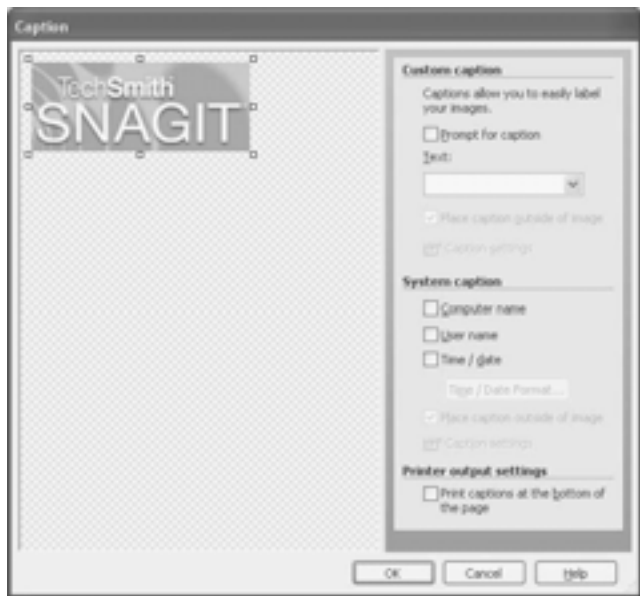 Caption
TechSmith
SNAGIT
Custom caption
Captions allow you to easily label
your images.
Prompt for caption
Text:
Place caption outside of image
Caption settings
System caption
Computer name
User name
Time / date
Time / Date Format...
Place caption outside of image
Caption settings
Printer output settings
Print captions at the bottom of
the page
OK
Cancel
Help